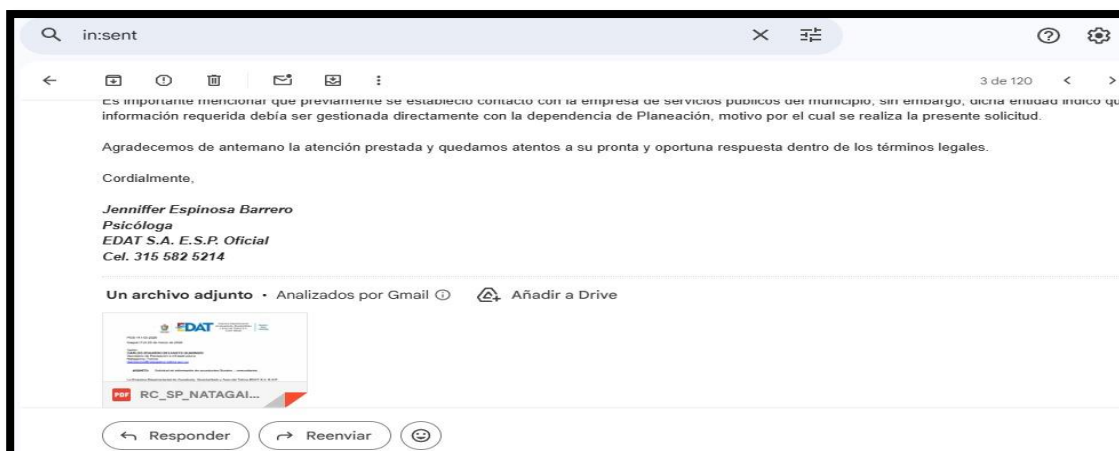 in:sent
3 de 120
Es importante mencionar que previamente se estableció contacto con la empresa de servicios públicos del municipio, sin embargo, dicha entidad indicó
información requerida debía ser gestionada directamente con la dependencia de Planeación, motivo por el cual se realiza la presente solicitud.
Agradecemos de antemano la atención prestada y quedamos atentos a su pronta y oportuna respuesta dentro de los términos legales.
Cordialmente,
Jenniffer Espinosa Barrero
Psicóloga
EDAT S.A. E.S.P. Oficial
Cel. 315 582 5214
Un archivo adjunto • Analizados por Gmail
Añadir a Drive
EDAT
PDF
RC_SP_NATAGAI...
Responder
Reenviar